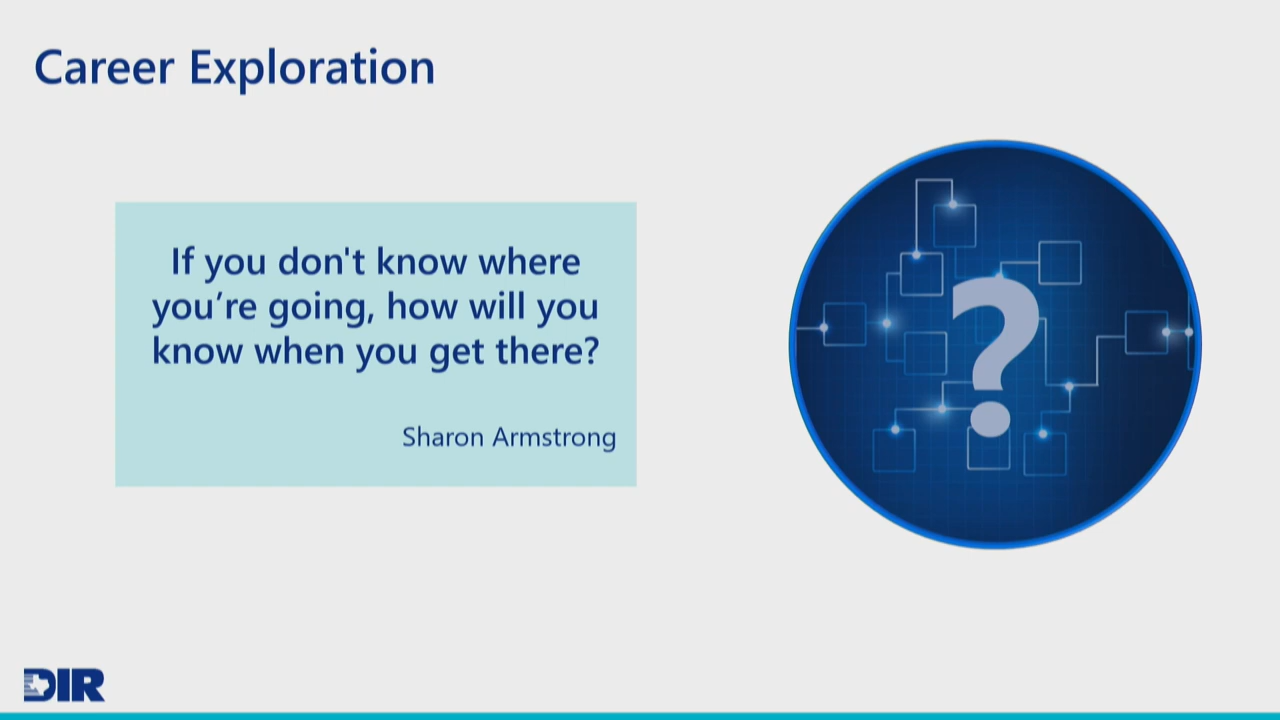 Career Exploration
If you don't know where
you’re going, how will you
know when you get there?
Sharon Armstrong
?
DIR